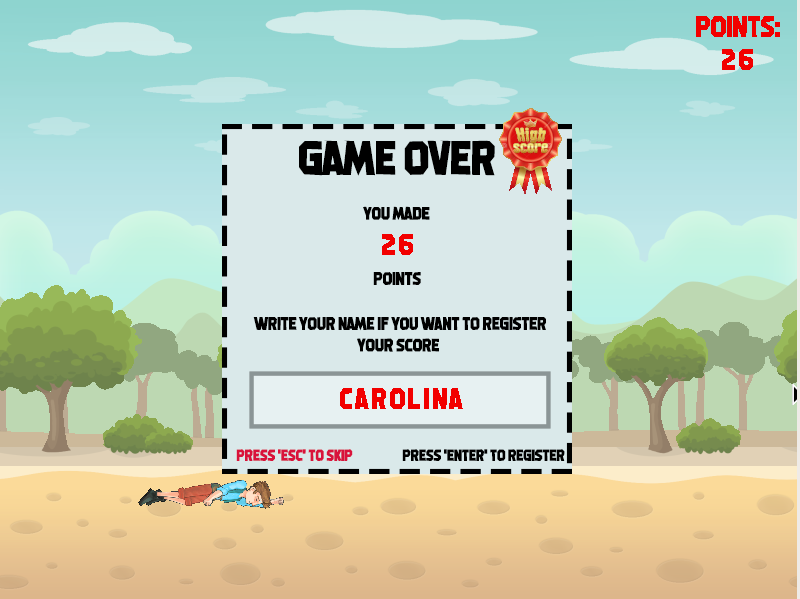 POINTS:
26
High
score
GAME OVER
YOU MADE
26
POINTS
WRITE YOUR NAME IF YOU WANT TO REGISTER
YOUR SCORE
CAROLINA
PRESS 'ESC' TO SKIP
PRESS 'ENTER' TO REGISTER